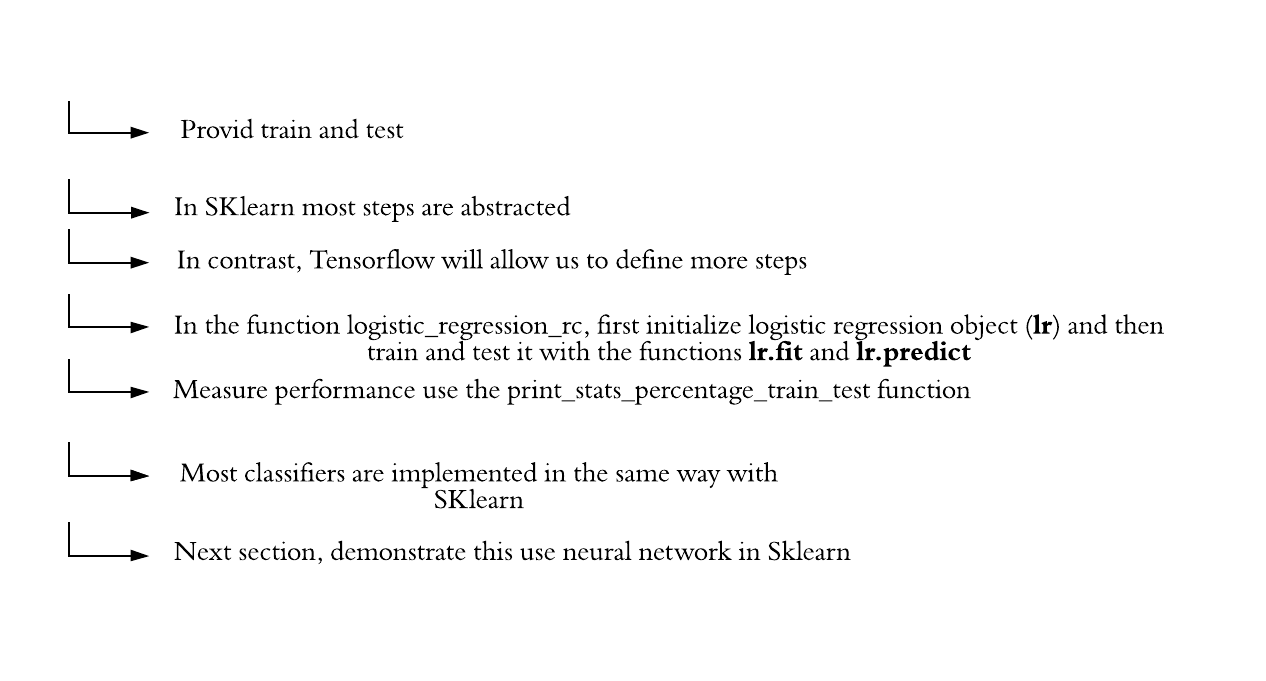 Provid train and test
In SKlearn most steps are abstracted
In contrast, Tensorflow will allow us to define more steps
In the function logistic_regression_rc, first initialize logistic regression object (lr) and then
train and test it with the functions lr.fit and lr.predict
Measure performance use the print_stats_percentage_train_test function
Most classifiers are implemented in the same way with
SKlearn
Next section, demonstrate this use neural network in Sklearn